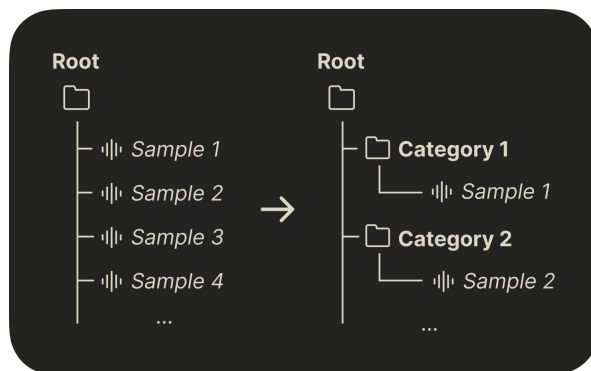 Root
Sample 1
Sample 2
Sample 3
Sample 4
...
Root
Category 1
Sample 1
Category 2
Sample 2
...